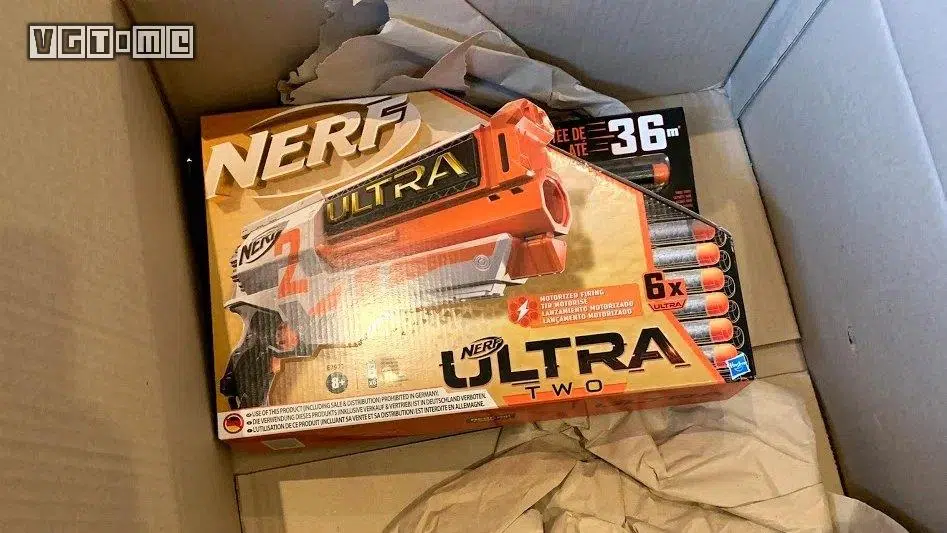 VGTIME
NERF
ULTRA
NERF
2
36m
6x
ULTRA
MOTORIZED FIRING
TIR MOTORISÉ
LANZAMIENTO MOTORIZADO
LANÇAMENTO MOTORIZADO
NERF
ULTRA
TWO
8+
Hasbro
USE OF THIS PRODUCT (INCLUDING SALE & DISTRIBUTION) PROHIBITED IN GERMANY.
DIE VERWENDUNG DIESES PRODUKTS (INKLUSIVE VERKAUF & VERTRIEB) IST IN DEUTSCHLAND VERBOTEN.
L'UTILISATION DE CE PRODUIT (INCLUANT SA VENTE ET SA DISTRIBUTION) EST INTERDITE EN ALLEMAGNE.